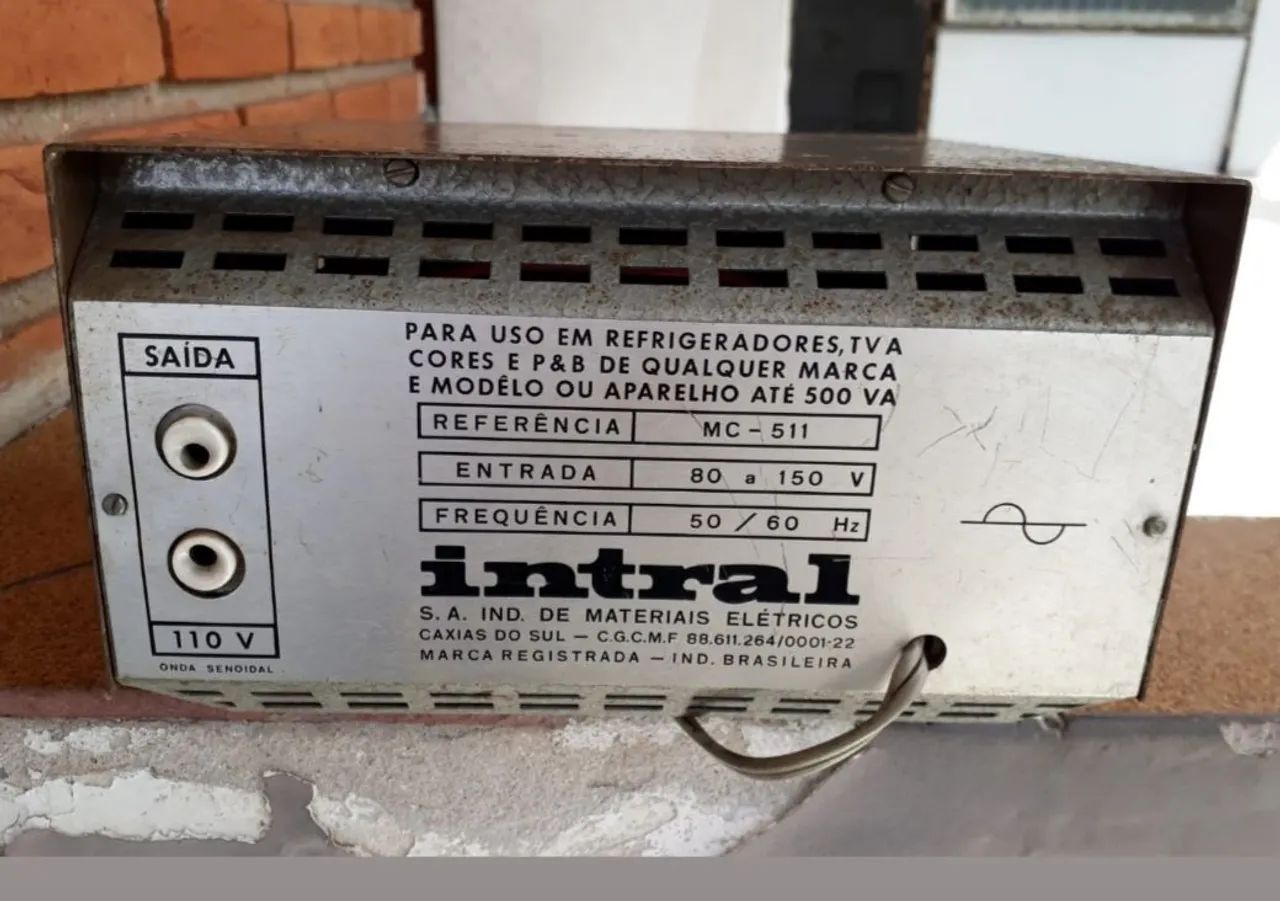 SAÍDA
110 V
ONDA SENOIDAL
PARA USO EM REFRIGERADORES, TV A
CORES E P&B DE QUALQUER MARCA
E MODÊLO OU APARELHO ATÉ 500 VA
REFERÊNCIA MC - 511
ENTRADA 80 a 150 V
FREQUÊNCIA 50 / 60 Hz
intral
S. A. IND. DE MATERIAIS ELÉTRICOS
CAXIAS DO SUL — C.G.C.M.F 88.611.264/0001-22
MARCA REGISTRADA — IND. BRASILEIRA